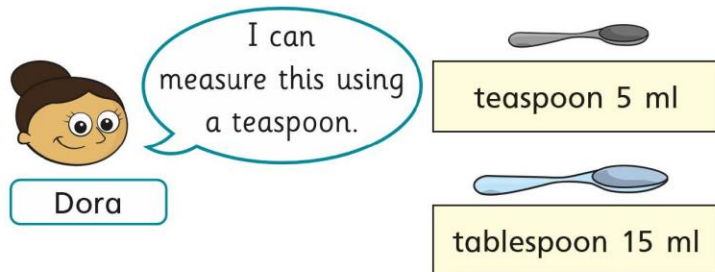 I can
measure this using
a teaspoon.
Dora
teaspoon 5 ml
tablespoon 15 ml